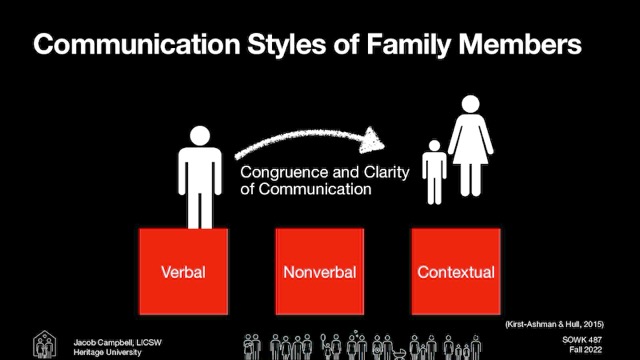 Communication Styles of Family Members
Congruence and Clarity
of Communication
Verbal
Nonverbal
Contextual
(Kirst-Ashman & Hull, 2015)
Jacob Campbell, LICSW
Heritage University
SOWK 487
Fall 2022